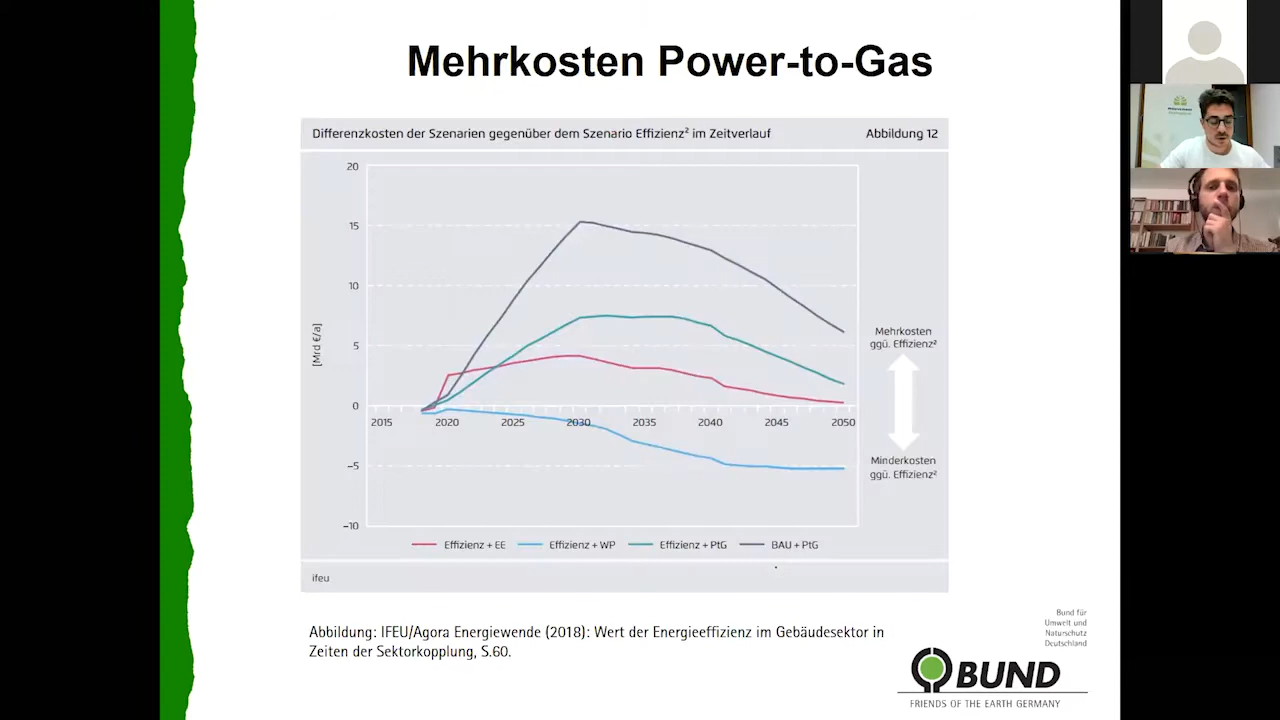 Mehrkosten Power-to-Gas
Differenzkosten der Szenarien gegenüber dem Szenario Effizienz² im Zeitverlauf
Abbildung 12
20
15
10
5
0
−5
−10
[Mrd €/a]
2015
2020
2025
2030
2035
2040
2045
2050
Mehrkosten
ggü. Effizienz²
Minderkosten
ggü. Effizienz²
Effizienz + EE
Effizienz + WP
Effizienz + PtG
BAU + PtG
ifeu
Abbildung: IFEU/Agora Energiewende (2018): Wert der Energieeffizienz im Gebäudesektor in
Zeiten der Sektorkopplung, S.60.
Bund für
Umwelt und
Naturschutz
Deutschland
BUND
FRIENDS OF THE EARTH GERMANY